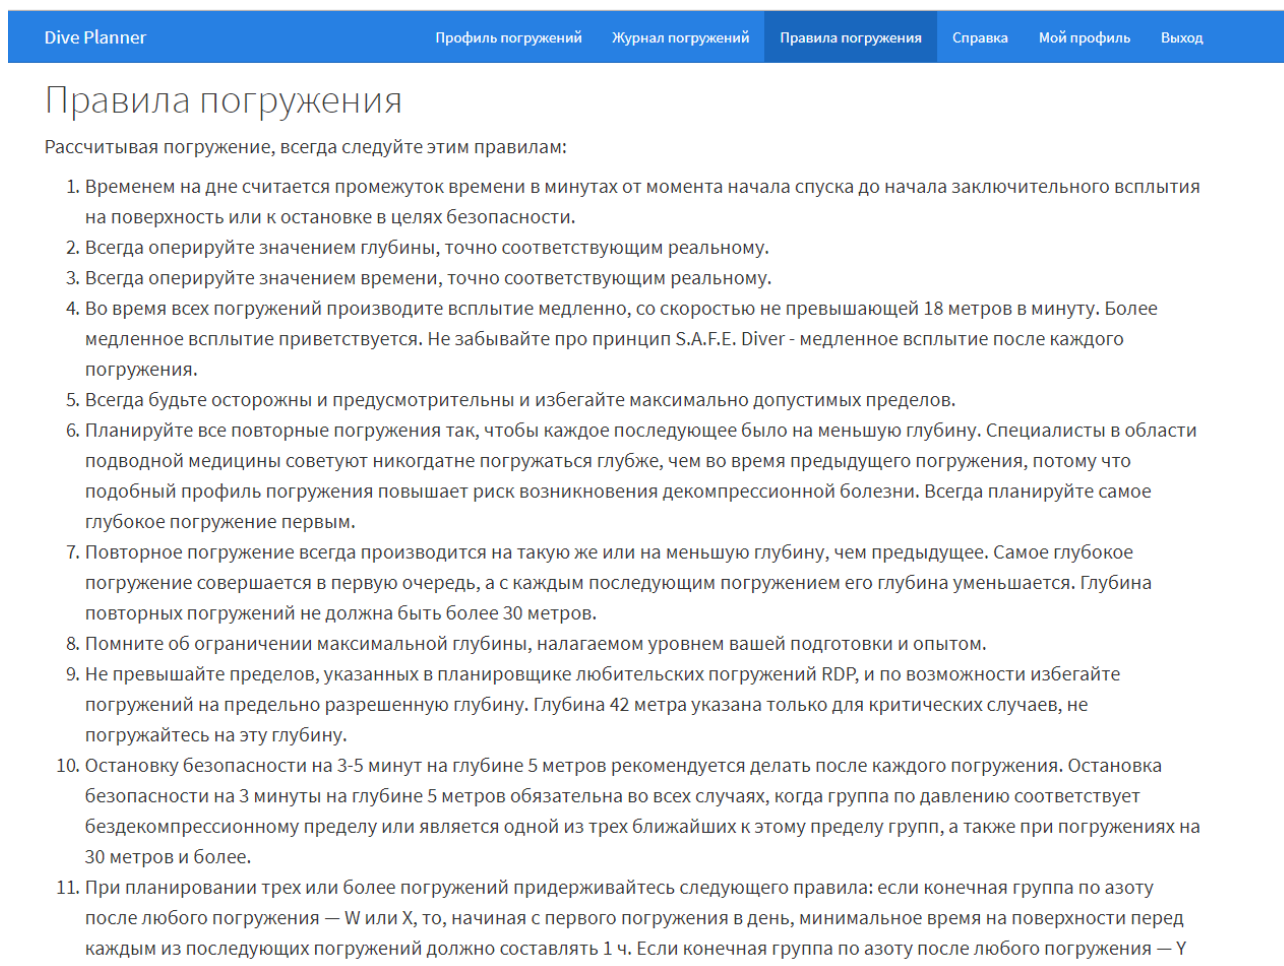 Dive Planner
Профиль погружений
Журнал погружений
Правила погружения
Справка
Мой профиль
Выход
Правила погружения
Рассчитывая погружение, всегда следуйте этим правилам:
1. Временем на дне считается промежуток времени в минутах от момента начала спуска до начала заключительного всплытия
на поверхность или к остановке в целях безопасности.
2. Всегда оперируйте значением глубины, точно соответствующим реальному.
3. Всегда оперируйте значением времени, точно соответствующим реальному.
4. Во время всех погружений производите всплытие медленно, со скоростью не превышающей 18 метров в минуту. Более
медленное всплытие приветствуется. Не забывайте про принцип S.A.F.E. Diver - медленное всплытие после каждого
погружения.
5. Всегда будьте осторожны и предусмотрительны и избегайте максимально допустимых пределов.
6. Планируйте все повторные погружения так, чтобы каждое последующее было на меньшую глубину. Специалисты в области
подводной медицины советуют никогдатне погружаться глубже, чем во время предыдущего погружения, потому что
подобный профиль погружения повышает риск возникновения декомпрессионной болезни. Всегда планируйте самое
глубокое погружение первым.
7. Повторное погружение всегда производится на такую же или на меньшую глубину, чем предыдущее. Самое глубокое
погружение совершается в первую очередь, а с каждым последующим погружением его глубина уменьшается. Глубина
повторных погружений не должна быть более 30 метров.
8. Помните об ограничении максимальной глубины, налагаемом уровнем вашей подготовки и опытом.
9. Не превышайте пределов, указанных в планировщике любительских погружений RDP, и по возможности избегайте
погружений на предельно разрешенную глубину. Глубина 42 метра указана только для критических случаев, не
погружайтесь на эту глубину.
10. Остановку безопасности на 3-5 минут на глубине 5 метров рекомендуется делать после каждого погружения. Остановка
безопасности на 3 минуты на глубине 5 метров обязательна во всех случаях, когда группа по давлению соответствует
бездекомпрессионному пределу или является одной из трех ближайших к этому пределу групп, а также при погружениях на
30 метров и более.
11. При планировании трех или более погружений придерживайтесь следующего правила: если конечная группа по азоту
после любого погружения — W или X, то, начиная с первого погружения в день, минимальное время на поверхности перед
каждым из последующих погружений должно составлять 1 ч. Если конечная группа по азоту после любого погружения — Y